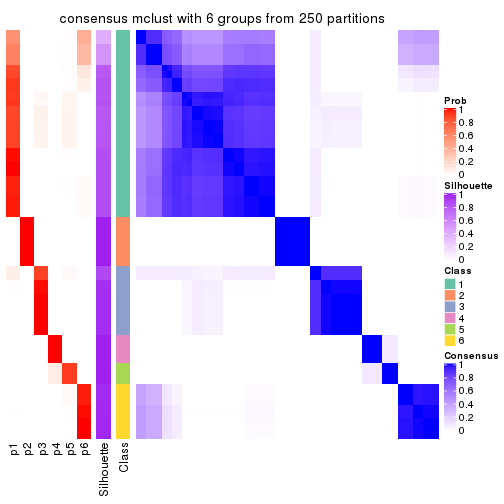 consensus mclust with 6 groups from 250 partitions
Prob
1
0.8
0.6
0.4
0.2
0
Silhouette
1
0.8
0.6
0.4
0.2
0
Class
1
2
3
4
5
6
Consensus
1
0.8
0.6
0.4
0.2
0
p1
p2
p3
p4
p5
p6
Silhouette
Class